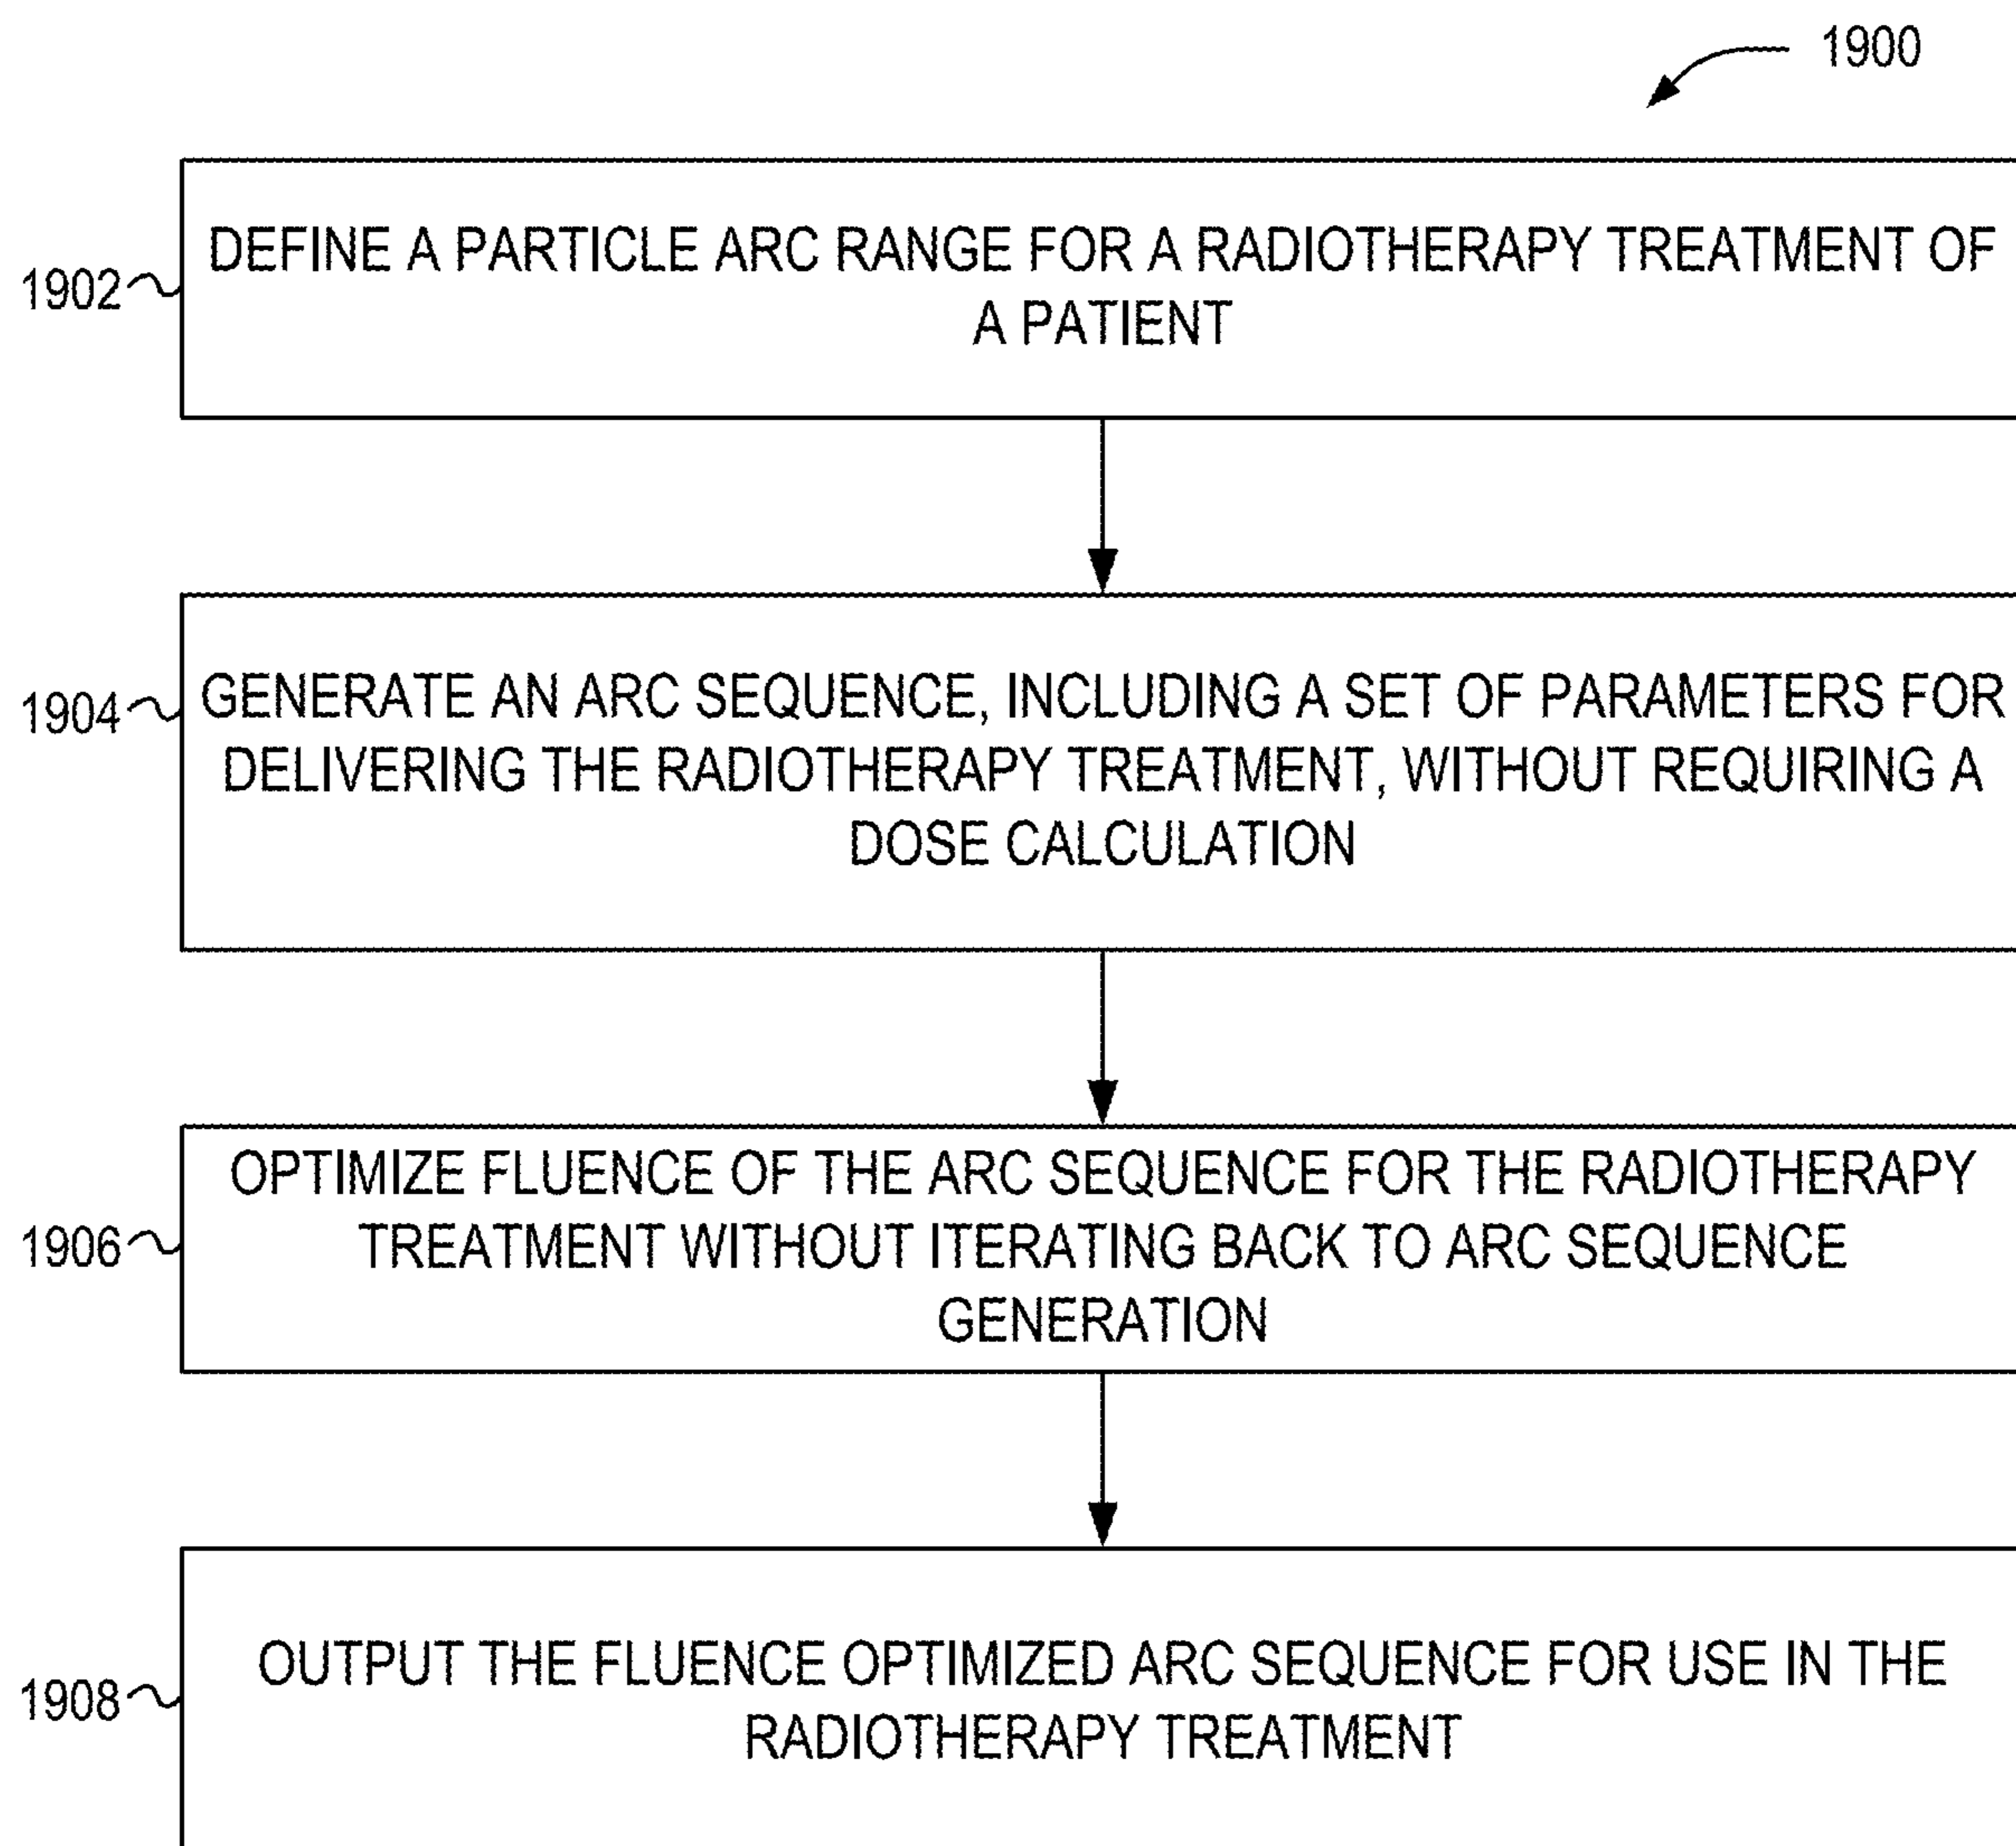 1900
1902
DEFINE A PARTICLE ARC RANGE FOR A RADIOTHERAPY TREATMENT OF
A PATIENT
1904
GENERATE AN ARC SEQUENCE, INCLUDING A SET OF PARAMETERS FOR
DELIVERING THE RADIOTHERAPY TREATMENT, WITHOUT REQUIRING A
DOSE CALCULATION
1906
OPTIMIZE FLUENCE OF THE ARC SEQUENCE FOR THE RADIOTHERAPY
TREATMENT WITHOUT ITERATING BACK TO ARC SEQUENCE
GENERATION
1908
OUTPUT THE FLUENCE OPTIMIZED ARC SEQUENCE FOR USE IN THE
RADIOTHERAPY TREATMENT